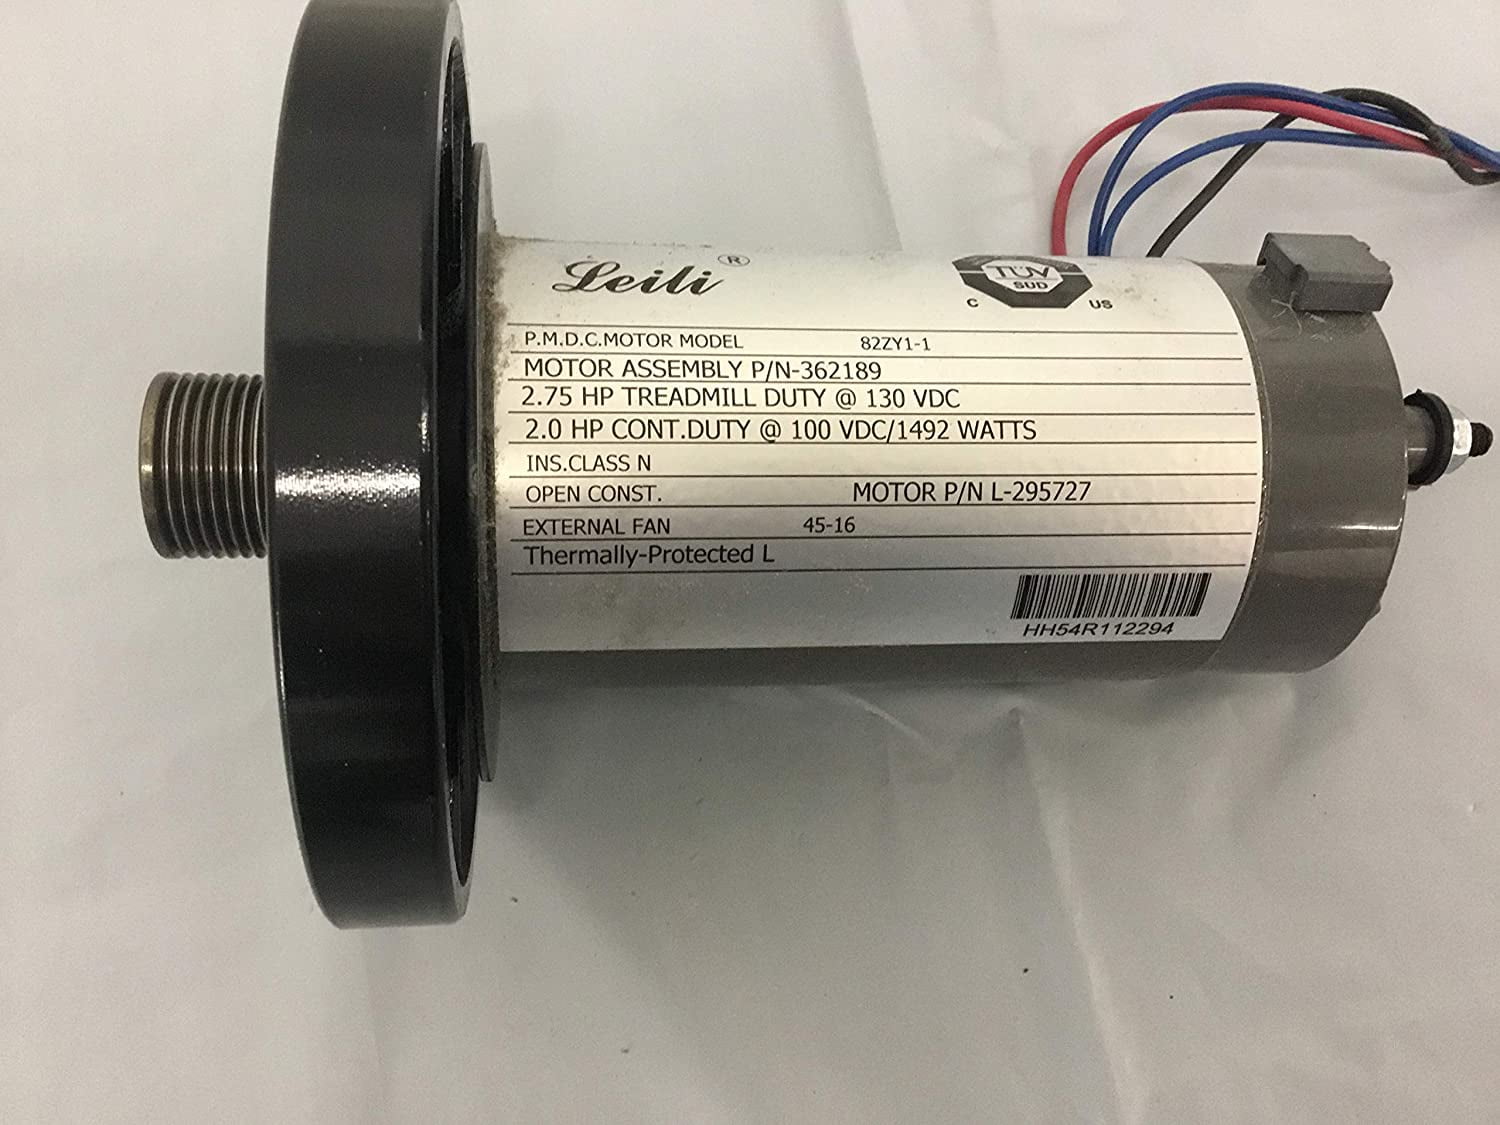 Leili ®
TÜV
SUD
C US
P.M.D.C.MOTOR MODEL 82ZY1-1
MOTOR ASSEMBLY P/N-362189
2.75 HP TREADMILL DUTY @ 130 VDC
2.0 HP CONT.DUTY @ 100 VDC/1492 WATTS
INS.CLASS N
OPEN CONST. MOTOR P/N L-295727
EXTERNAL FAN 45-16
Thermally-Protected L
HH54R112294